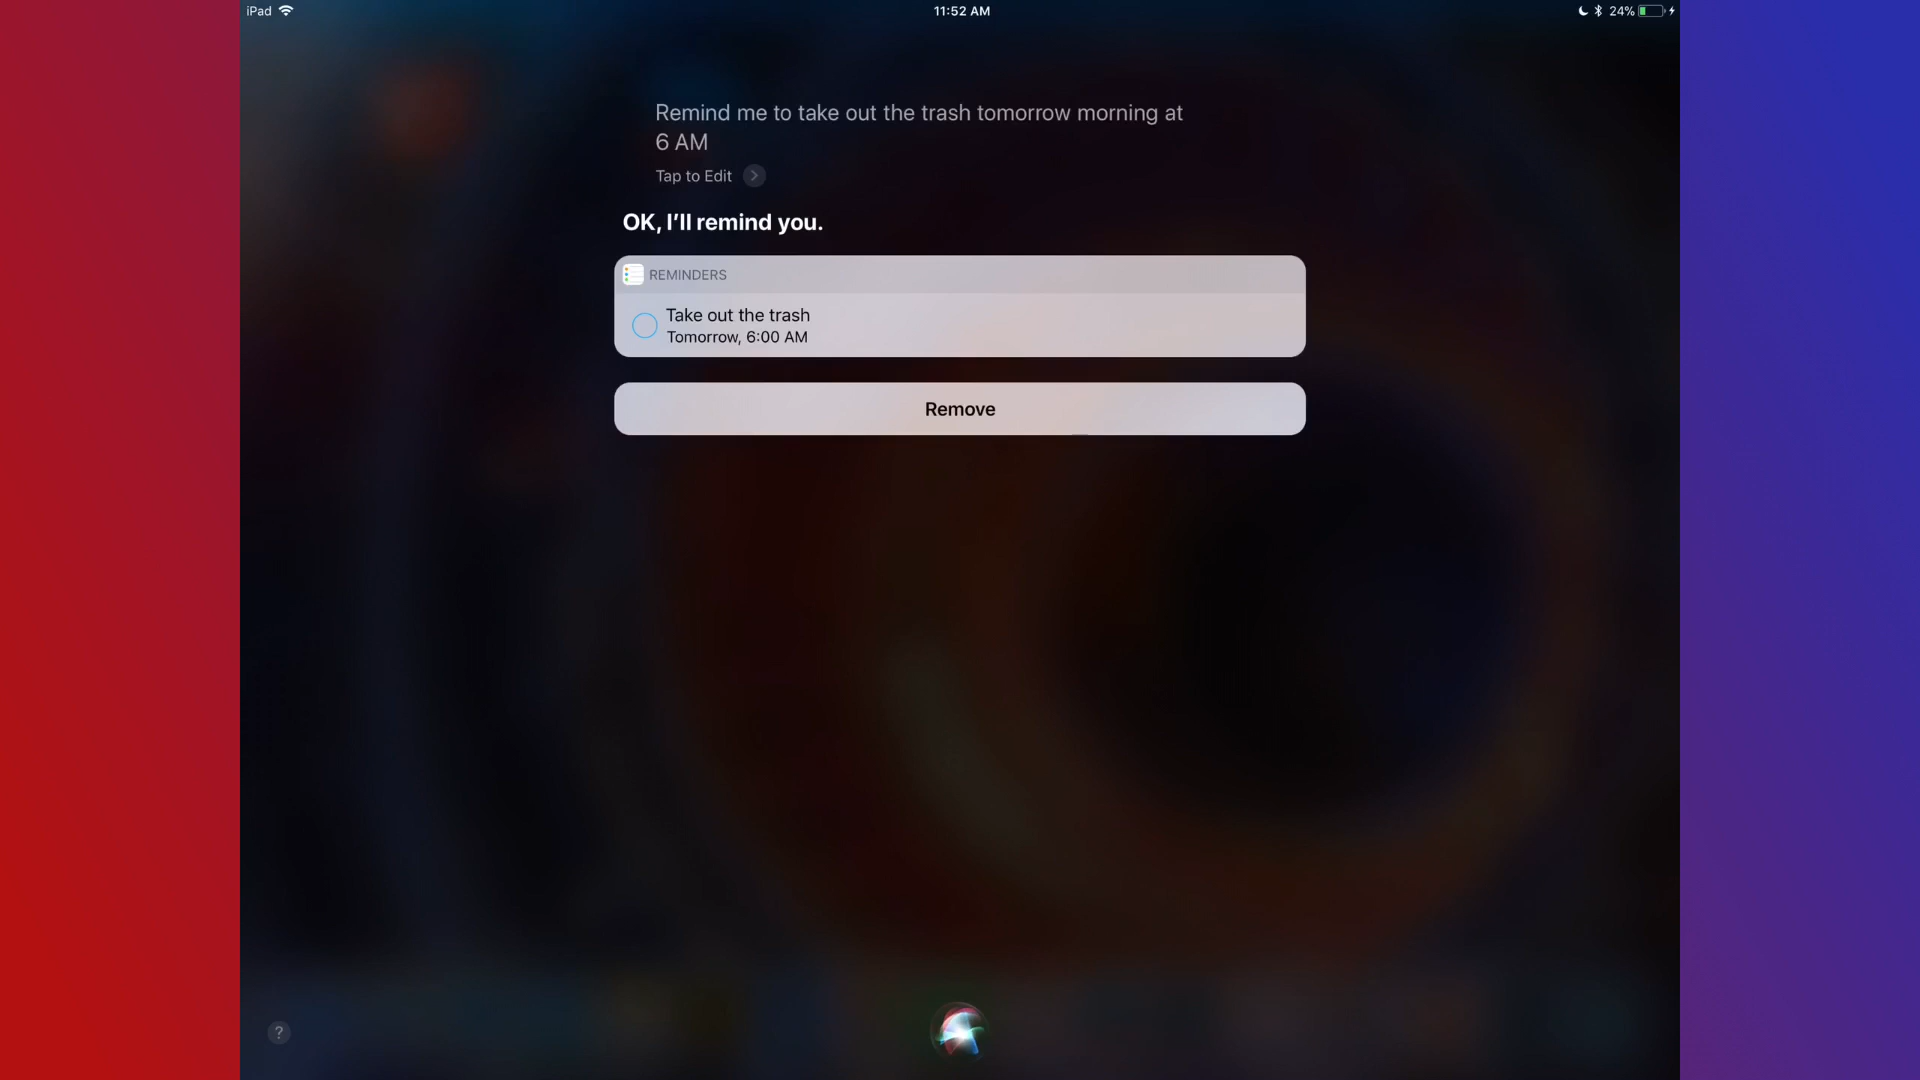 iPad
11:52 AM
24%
Remind me to take out the trash tomorrow morning at
6 AM
Tap to Edit
OK, I’ll remind you.
REMINDERS
Take out the trash
Tomorrow, 6:00 AM
Remove
?